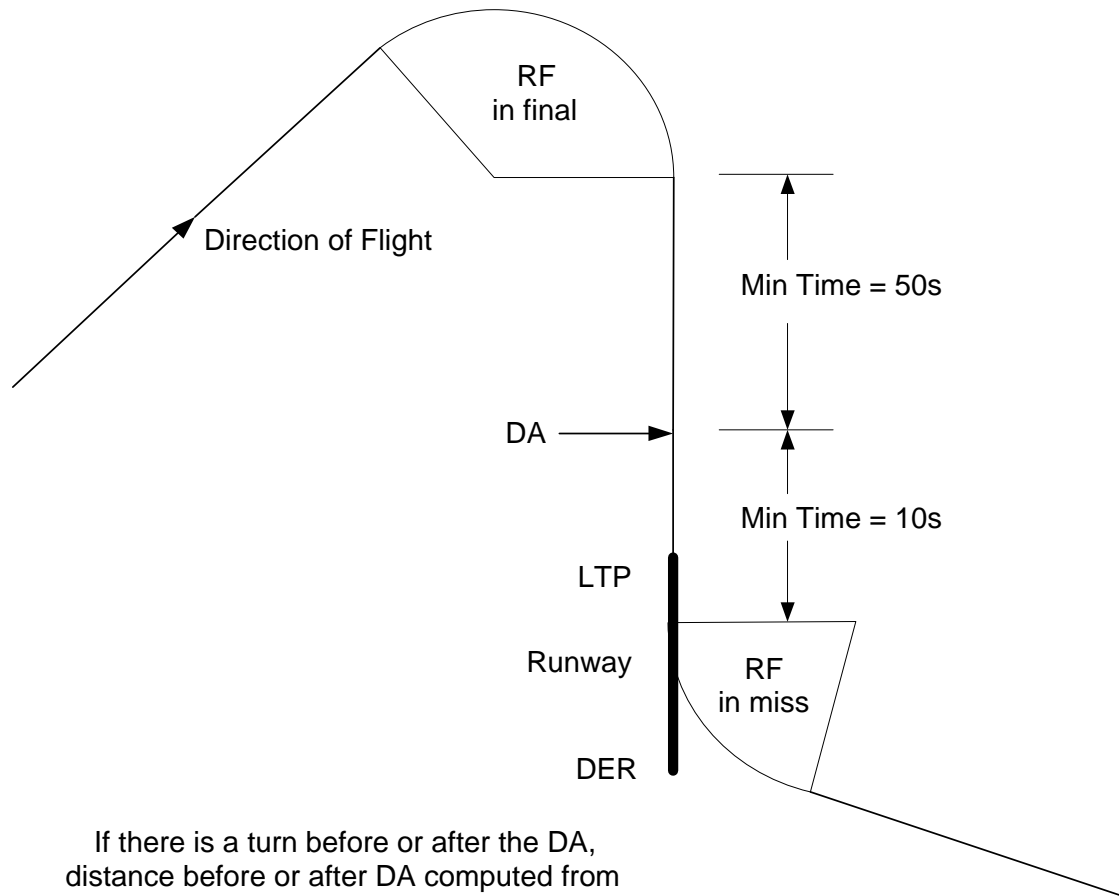 RF
in final
Direction of Flight
Min Time = 50s
DA
Min Time = 10s
LTP
Runway
RF
in miss
DER
If there is a turn before or after the DA,
distance before or after DA computed from